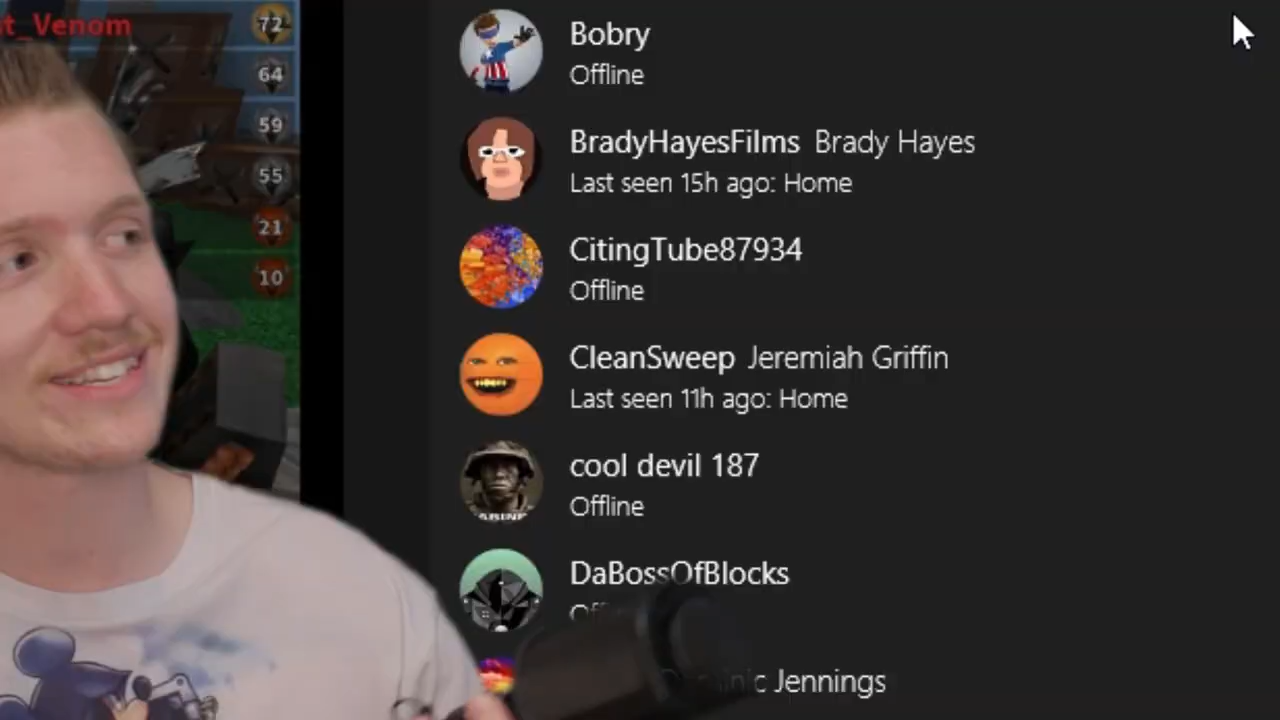 t_Venom
72
64
59
55
21
10
Bobry
Offline
BradyHayesFilms Brady Hayes
Last seen 15h ago: Home
CitingTube87934
Offline
CleanSweep Jeremiah Griffin
Last seen 11h ago: Home
cool devil 187
Offline
DaBossOfBlocks
Jennings